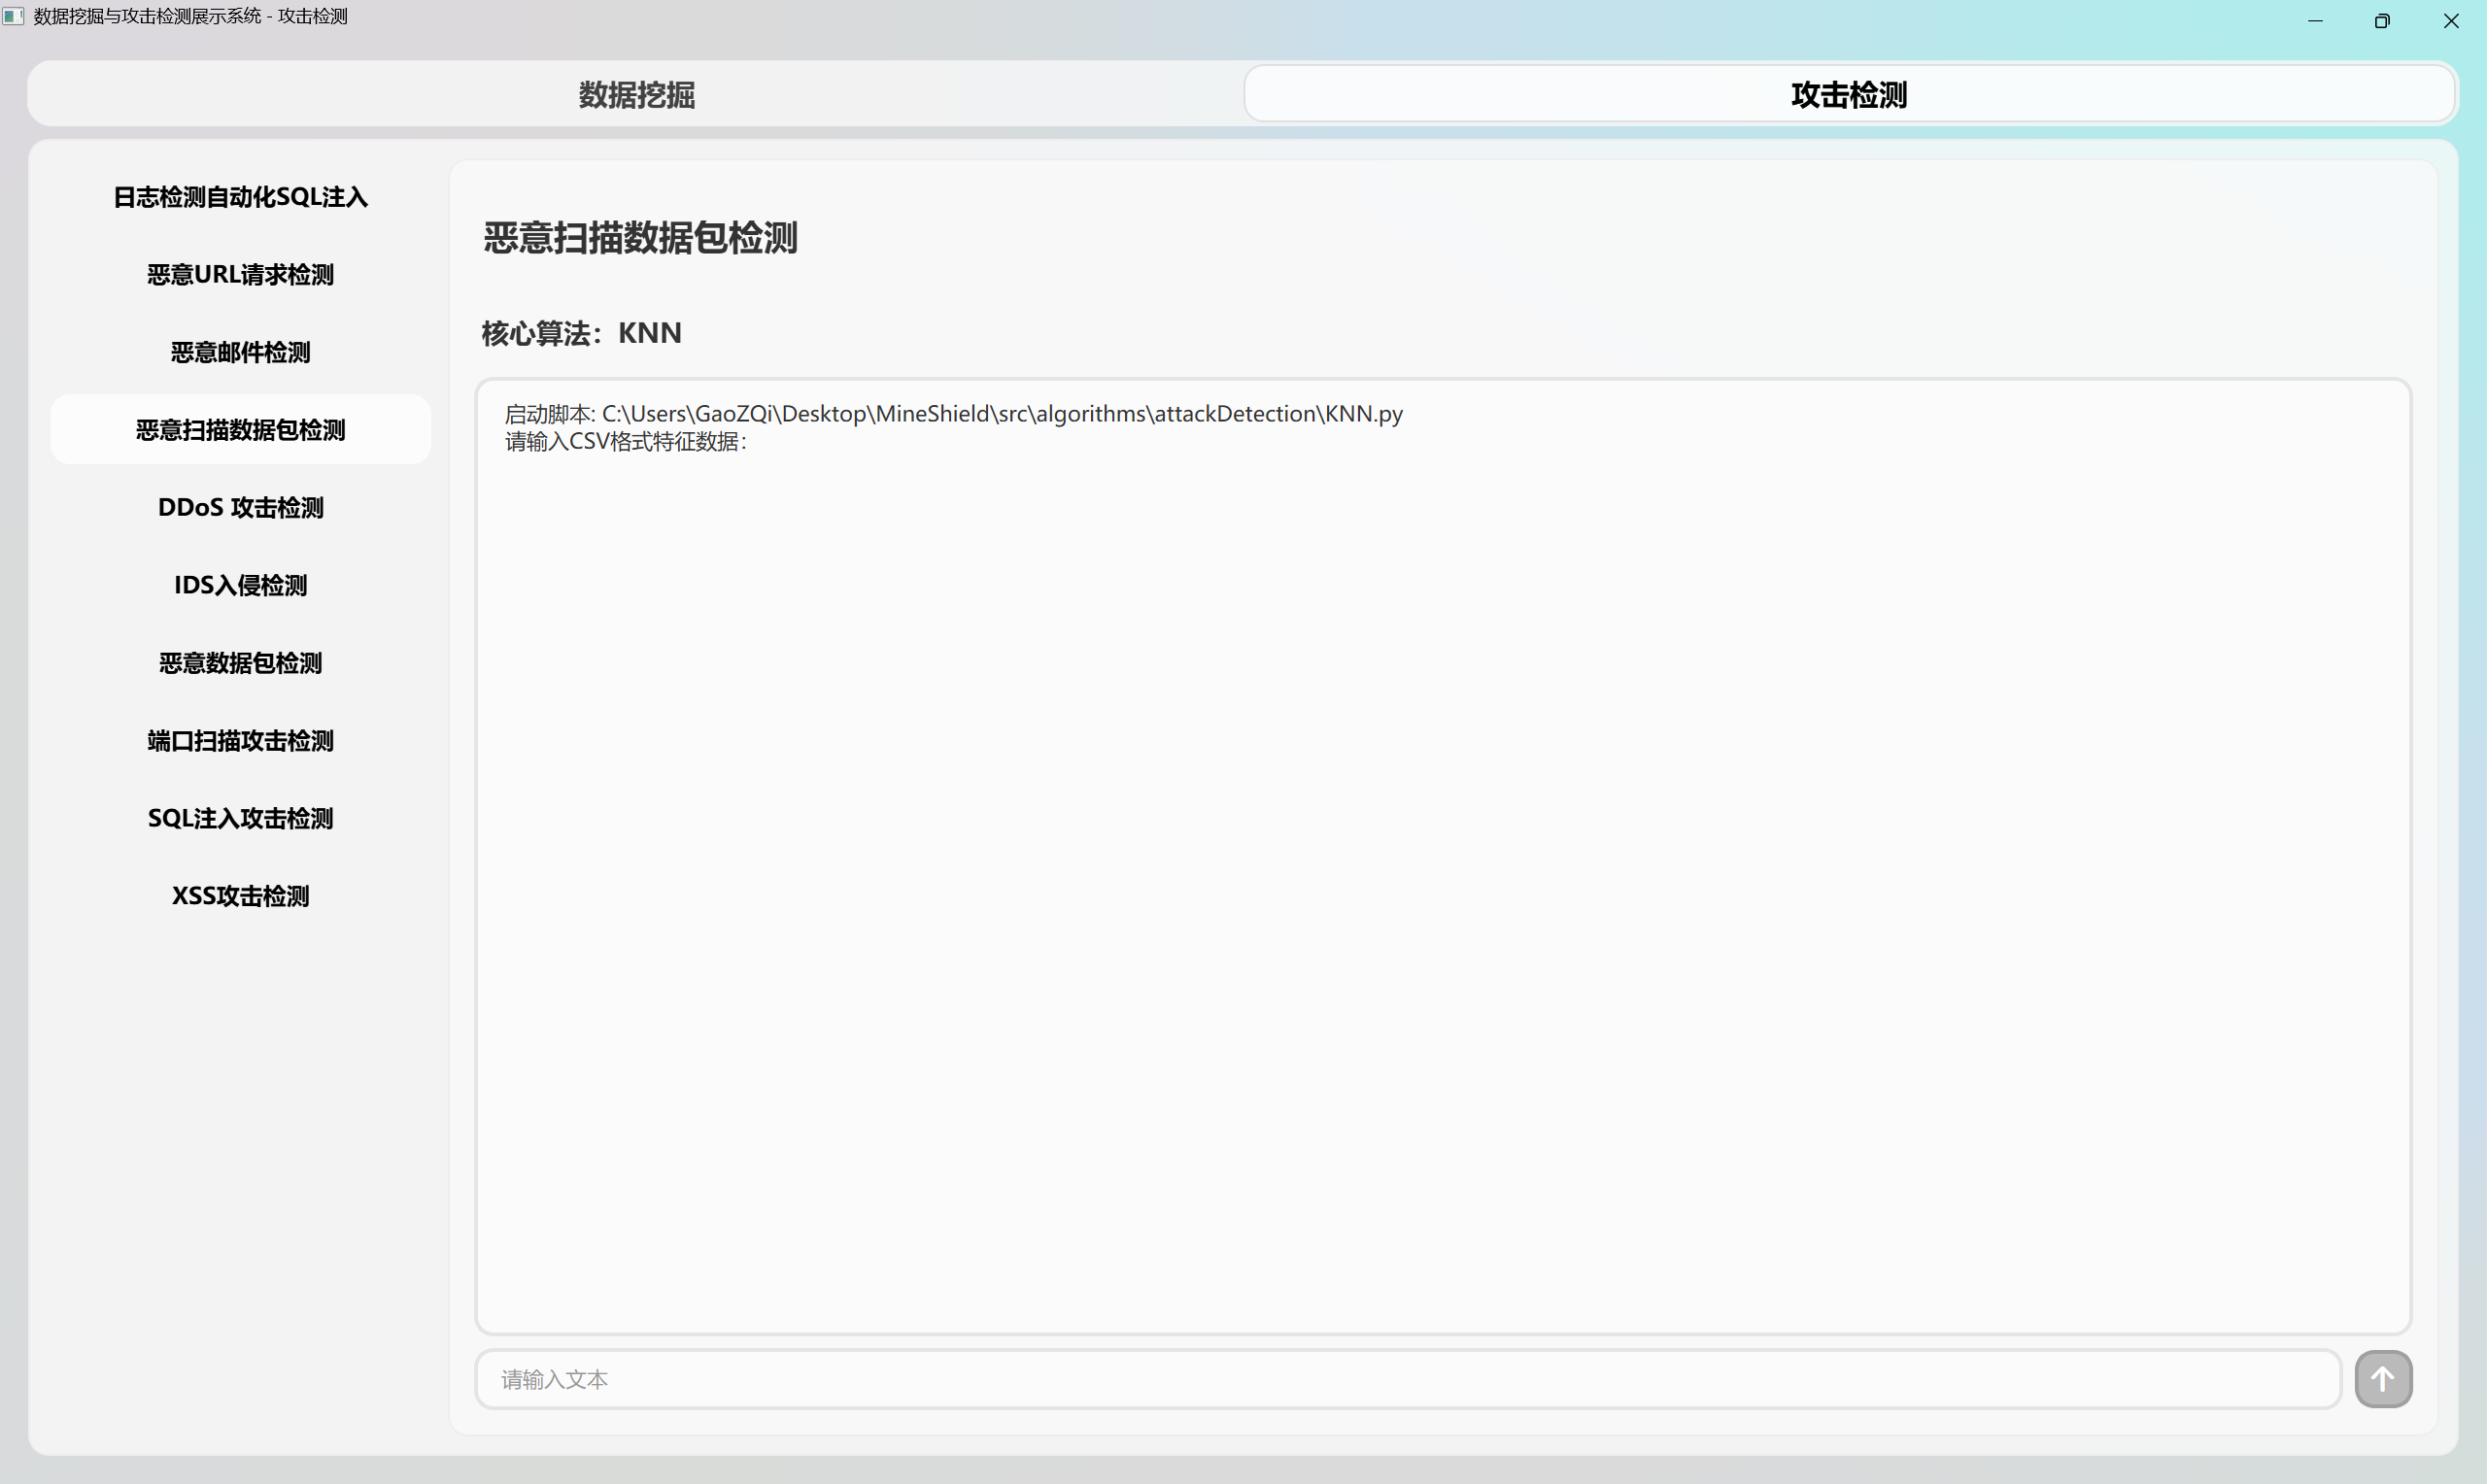 数据挖掘与攻击检测展示系统 - 攻击检测
数据挖掘
攻击检测
日志检测自动化SQL注入
恶意URL请求检测
恶意邮件检测
恶意扫描数据包检测
DDoS 攻击检测
IDS入侵检测
恶意数据包检测
端口扫描攻击检测
SQL注入攻击检测
XSS攻击检测
恶意扫描数据包检测
核心算法：KNN
启动脚本: C:\Users\GaoZQi\Desktop\MineShield\src\algorithms\attackDetection\KNN.py
请输入CSV格式特征数据：
请输入文本